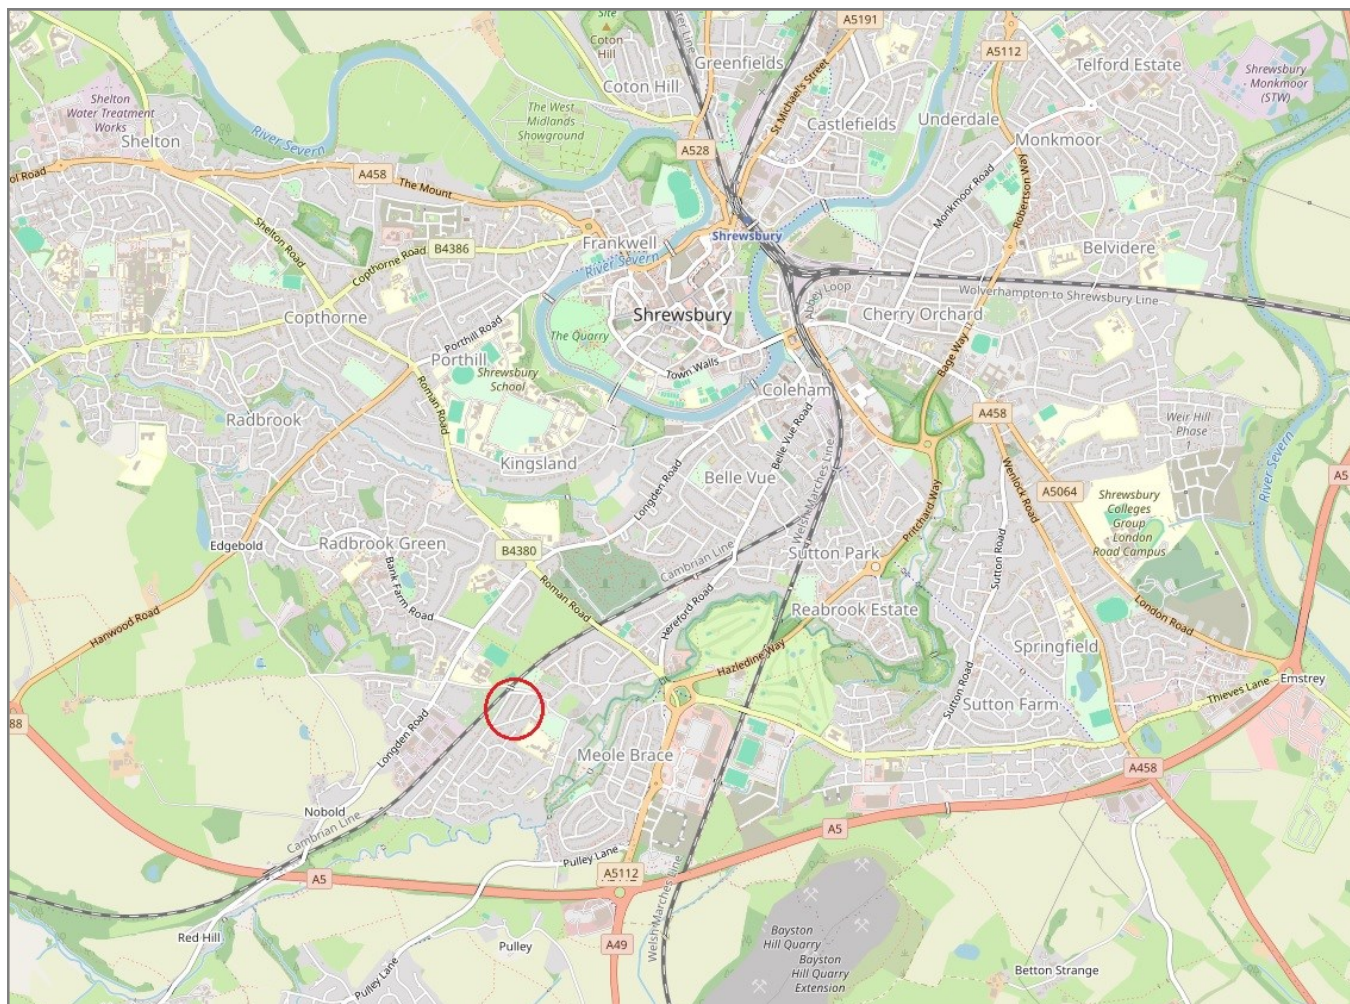 A5191
Site
Coton
Hill
Greenfields
A5112
Telford Estate
Shrewsbury
- Monkmoor
(STW)
Coton Hill
St Michael's Street
Shelton
Water Treatment
Works
The West
Midlands
Showground
Underdale
Castlefields
Monkmoor
Shelton
River Severn
A528
A458
The Mount
Monkmoor Road
Robertson Way
Shelton Road
Copthorne Road
B4386
Frankwell
Shrewsbury
Belvidere
River Severn
Abbey Loop
Wolverhampton to Shrewsbury Line
Copthorne
Porthill Road
The Quarry
Shrewsbury
Cherry Orchard
Porthill
Shrewsbury
School
Town Walls
Bage Way
Roman Road
Coleham
Radbrook
A458
Weir Hill
Phase
1
Belle Vue Road
Kingsland
Longden Road
Belle Vue
Welsh Marches Line
Wenlock Road
A5064
River Severn
A5
Shrewsbury
Colleges
Group
London
Road Campus
Pritchard Way
Edgebold
Radbrook Green
B4380
Cambrian Line
Sutton Park
Sutton Road
Bank Farm Road
Roman Road
Hereford Road
Reabrook Estate
London Road
Hanwood Road
Hazledine Way
Springfield
Sutton Road
Emstrey
Thieves Lane
Sutton Farm
88
Longden Road
Meole Brace
A458
Nobold
Cambrian Line
A5
Pulley Lane
A5
A5112
Welsh Marches Line
Red Hill
Pulley
A49
Bayston
Hill Quarry
Bayston
Hill Quarry
Extension
Pulley Lane
Betton Strange